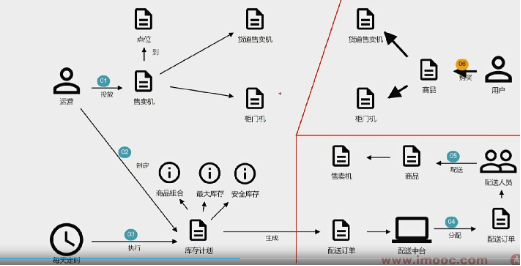 点位
货道售卖机
到
01
投放
运营
售卖机
柜门机
02
制定
商品组合
最大库存
安全库存
03
执行
每天定时
库存计划
生成
配送订单
配送中台
04
分配
配送订单
货道售卖机
06
购买
商品
用户
柜门机
05
配送
售卖机
商品
配送人员
www.imooc.com